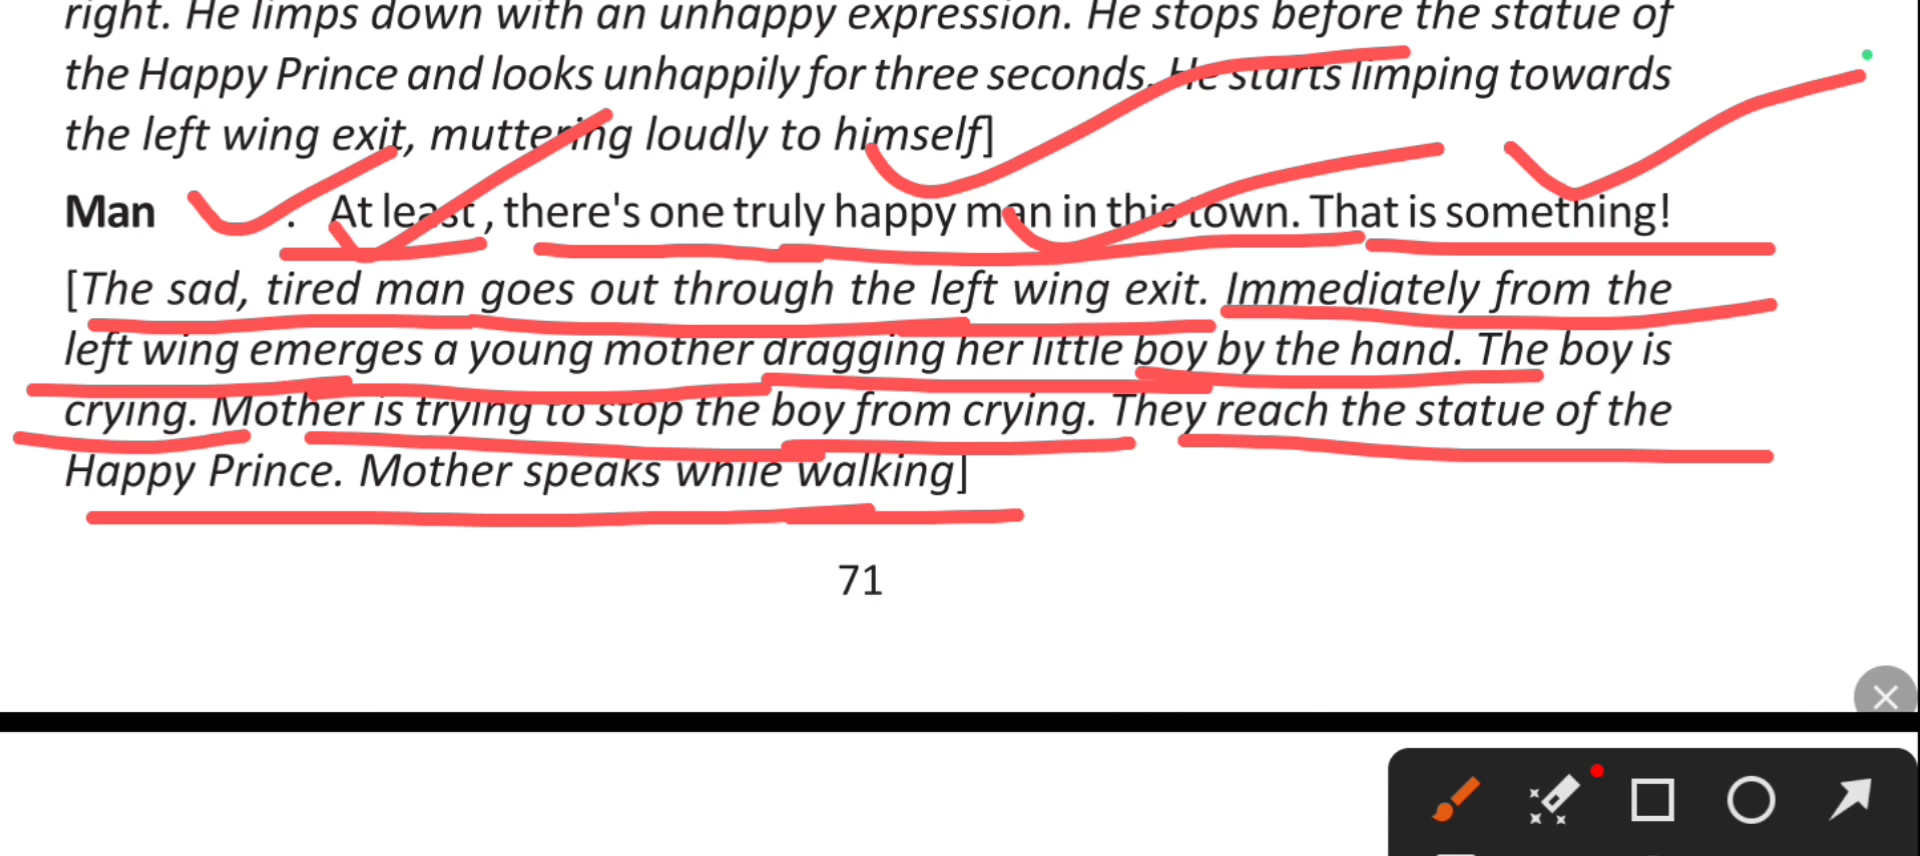 right. He limps down with an unhappy expression. He stops before the statue of
the Happy Prince and looks unhappily for three seconds. He starts limping towards
the left wing exit, muttering loudly to himself]
Man : At least, there's one truly happy man in this town. That is something!
[The sad, tired man goes out through the left wing exit. Immediately from the
left wing emerges a young mother dragging her little boy by the hand. The boy is
crying. Mother is trying to stop the boy from crying. They reach the statue of the
Happy Prince. Mother speaks while walking]
71